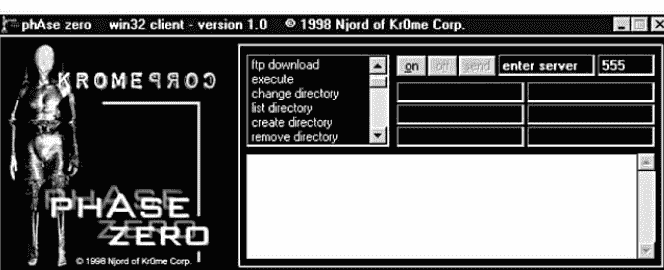 phAse zero win32 client - version 1.0 © 1998 Njord of Kr0me Corp.
KROME CORP
ftp download
execute
change directory
list directory
create directory
remove directory
on off send enter server 555
PHASE
ZERO
© 1998 Njord of Kr0me Corp.